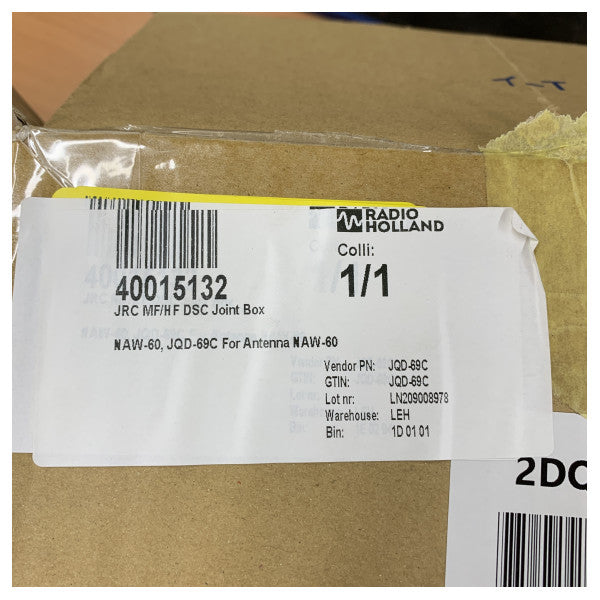 RADIO
HOLLAND
Colli:
1/1
40015132
JRC MF/HF DSC Joint Box
NAW-60, JQD-69C For Antenna NAW-60
Vendor PN: JQD-69C
GTIN: JQD-69C
Lot nr: LN209008978
Warehouse: LEH
Bin: 1D 01 01
2DC